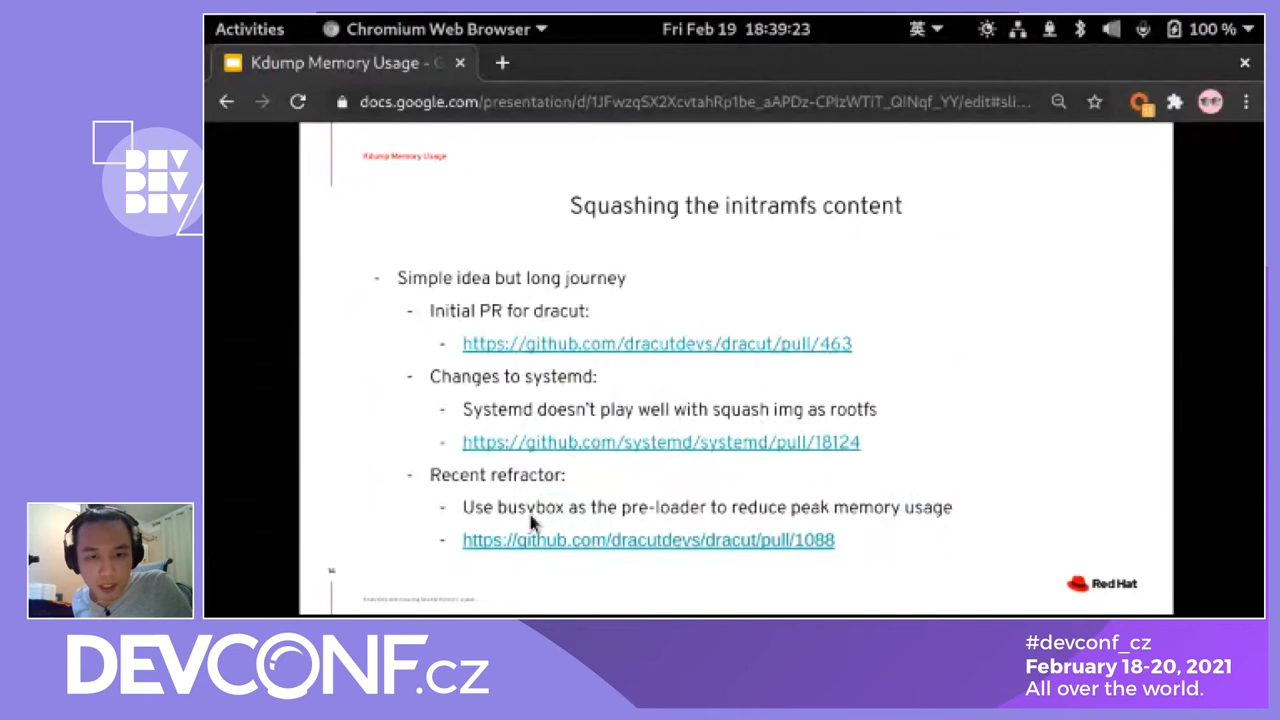 Activities
Chromium Web Browser
Fri Feb 19 18:39:23
英
100 %
Kdump Memory Usage - G
docs.google.com/presentation/d/1JFwzqSX2XcvtahRp1be_aAPDz-CPlzWTiT_QINqf_YY/edit#sli...
DEV
DEV
DEV
Kdump Memory Usage
Squashing the initramfs content
- Simple idea but long journey
- Initial PR for dracut:
- https://github.com/dracutdevs/dracut/pull/463
- Changes to systemd:
- Systemd doesn't play well with squash img as rootfs
- https://github.com/systemd/systemd/pull/18124
- Recent refractor:
- Use busybox as the pre-loader to reduce peak memory usage
- https://github.com/dracutdevs/dracut/pull/1088
Red Hat
DEVCONF.cz
#devconf_cz
February 18-20, 2021
All over the world.